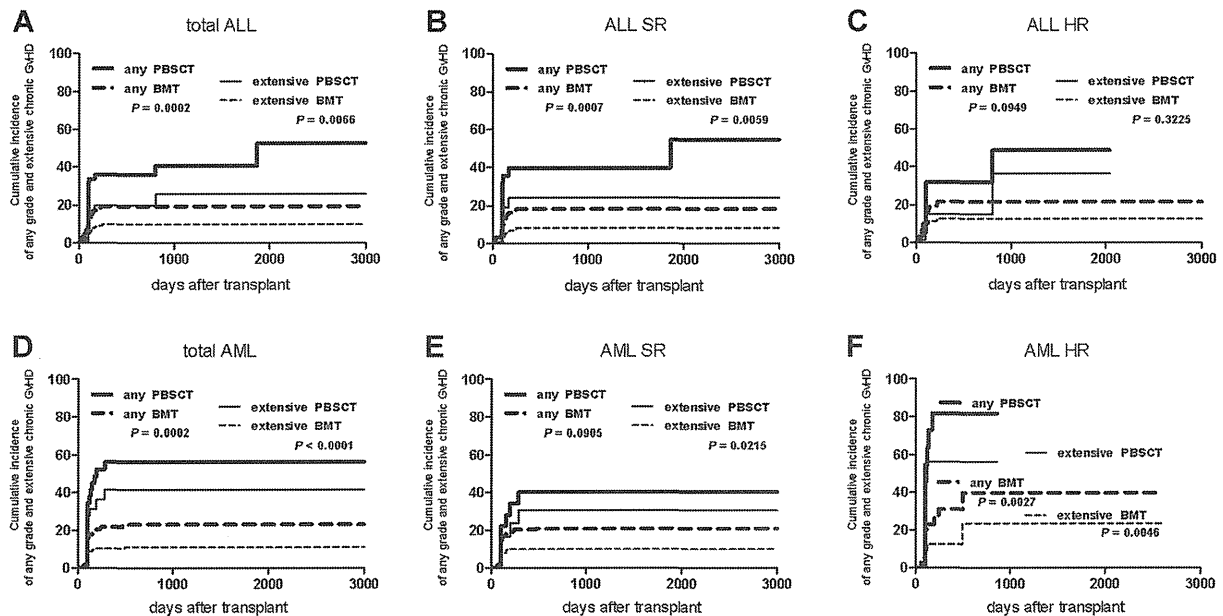 A
total ALL
Cumulative incidence
of any grade and extensive chronic GvHD
100
80
60
40
20
0
any PBSCT
any BMT
P = 0.0002
extensive PBSCT
extensive BMT
P = 0.0066
0 1000 2000 3000
days after transplant
B
ALL SR
Cumulative incidence
of any grade and extensive chronic GvHD
100
80
60
40
20
0
any PBSCT
any BMT
P = 0.0007
extensive PBSCT
extensive BMT
P = 0.0059
0 1000 2000 3000
days after transplant
C
ALL HR
Cumulative incidence
of any grade and extensive chronic GvHD
100
80
60
40
20
0
any PBSCT
any BMT
P = 0.0949
extensive PBSCT
extensive BMT
P = 0.3225
0 1000 2000 3000
days after transplant
D
total AML
Cumulative incidence
of any grade and extensive chronic GvHD
100
80
60
40
20
0
any PBSCT
any BMT
P = 0.0002
extensive PBSCT
extensive BMT
P < 0.0001
0 1000 2000 3000
days after transplant
E
AML SR
Cumulative incidence
of any grade and extensive chronic GvHD
100
80
60
40
20
0
any PBSCT
any BMT
P = 0.0905
extensive PBSCT
extensive BMT
P = 0.0215
0 1000 2000 3000
days after transplant
F
AML HR
Cumulative incidence
of any grade and extensive chronic GvHD
100
80
60
40
20
0
any PBSCT
extensive PBSCT
any BMT
P = 0.0027
extensive BMT
P = 0.0046
0 1000 2000 3000
days after transplant